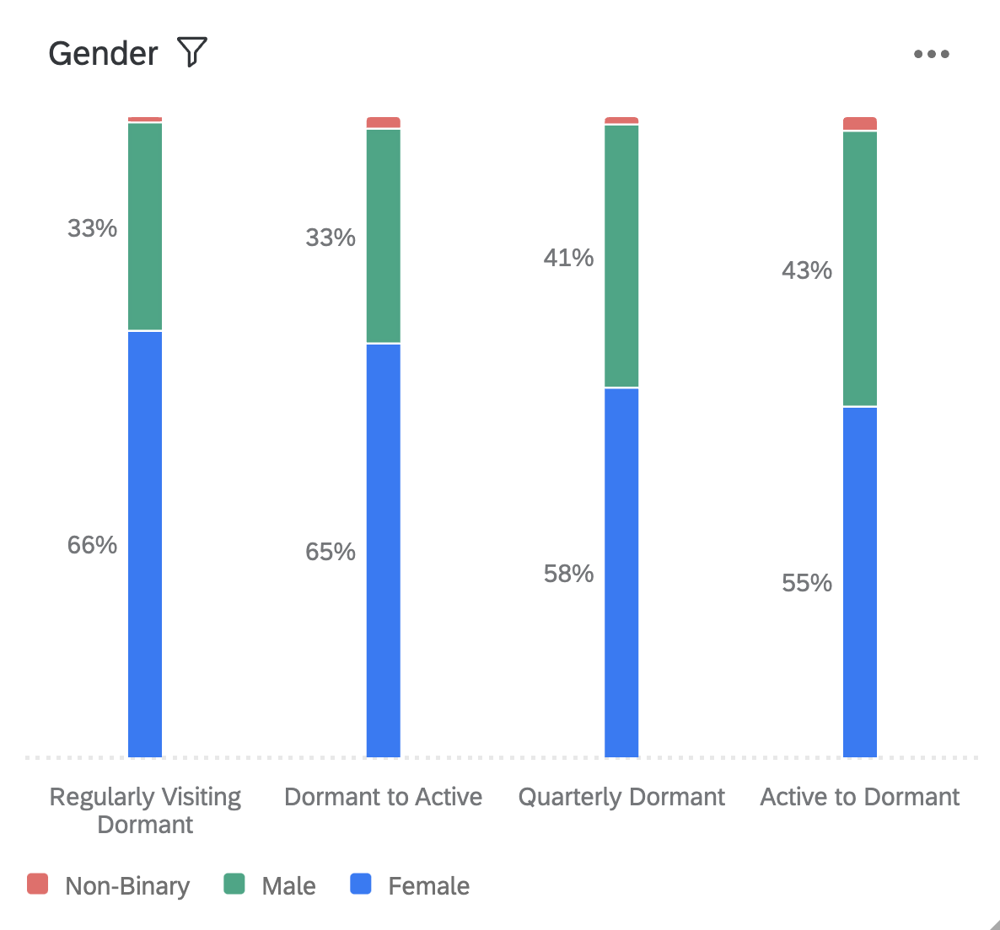 Gender
33%
33%
41%
43%
66%
65%
58%
55%
Regularly Visiting
Dormant
Dormant to Active
Quarterly Dormant
Active to Dormant
Non-Binary
Male
Female